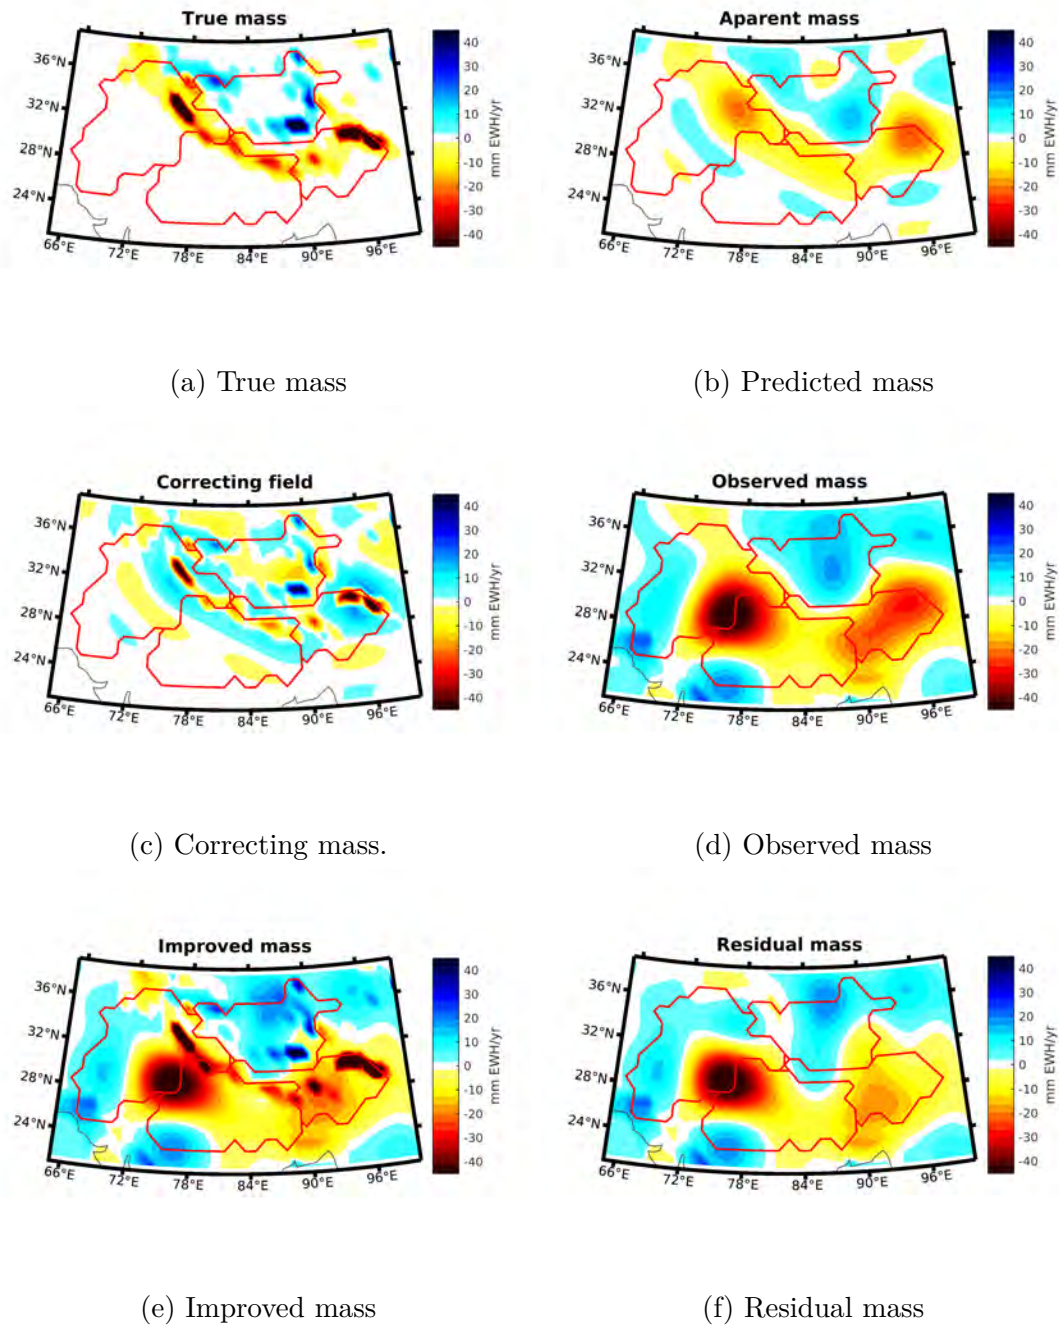 True mass
Apparent mass
36°N
32°N
28°N
24°N
66°E
72°E
78°E
84°E
90°E
96°E
40
30
20
10
0
-10
-20
-30
-40
mm EWH/yr
36°N
32°N
28°N
24°N
66°E
72°E
78°E
84°E
90°E
96°E
40
30
20
10
0
-10
-20
-30
-40
mm EWH/yr
(a) True mass
(b) Predicted mass
Correcting field
Observed mass
36°N
32°N
28°N
24°N
66°E
72°E
78°E
84°E
90°E
96°E
40
30
20
10
0
-10
-20
-30
-40
mm EWH/yr
36°N
32°N
28°N
24°N
66°E
72°E
78°E
84°E
90°E
96°E
40
30
20
10
0
-10
-20
-30
-40
mm EWH/yr
(c) Correcting mass.
(d) Observed mass
Improved mass
Residual mass
36°N
32°N
28°N
24°N
66°E
72°E
78°E
84°E
90°E
96°E
40
30
20
10
0
-10
-20
-30
-40
mm EWH/yr
36°N
32°N
28°N
24°N
66°E
72°E
78°E
84°E
90°E
96°E
40
30
20
10
0
-10
-20
-30
-40
mm EWH/yr
(e) Improved mass
(f) Residual mass